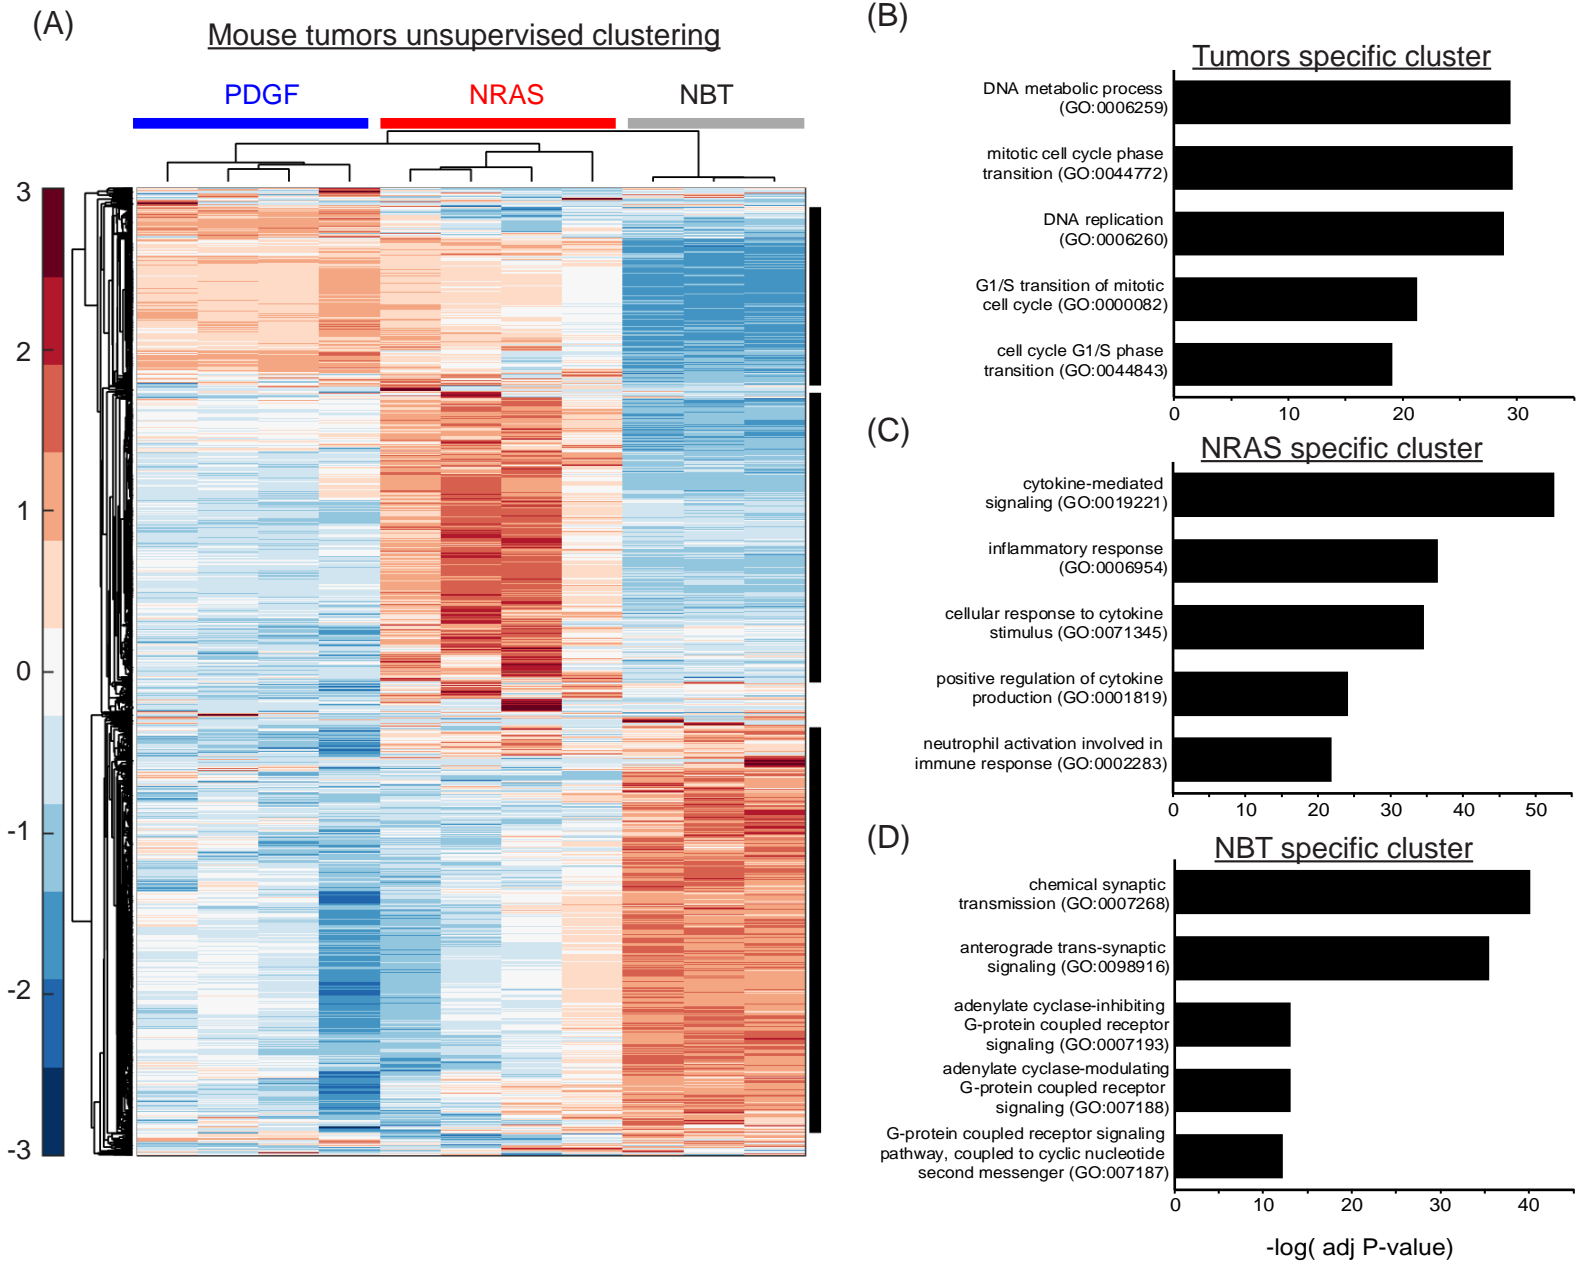 (A)
Mouse tumors unsupervised clustering
PDGF
NRAS
NBT
3
2
1
0
-1
-2
-3
(B)
Tumors specific cluster
DNA metabolic process
(GO:0006259)
mitotic cell cycle phase
transition (GO:0044772)
DNA replication
(GO:0006260)
G1/S transition of mitotic
cell cycle (GO:0000082)
cell cycle G1/S phase
transition (GO:0044843)
0 10 20 30
(C)
NRAS specific cluster
cytokine-mediated
signaling (GO:0019221)
inflammatory response
(GO:0006954)
cellular response to cytokine
stimulus (GO:0071345)
positive regulation of cytokine
production (GO:0001819)
neutrophil activation involved in
immune response (GO:0002283)
0 10 20 30 40 50
(D)
NBT specific cluster
chemical synaptic
transmission (GO:0007268)
anterograde trans-synaptic
signaling (GO:0098916)
adenylate cyclase-inhibiting
G-protein coupled receptor
signaling (GO:0007193)
adenylate cyclase-modulating
G-protein coupled receptor
signaling (GO:007188)
G-protein coupled receptor signaling
pathway, coupled to cyclic nucleotide
second messenger (GO:007187)
0 10 20 30 40
-log( adj P-value)